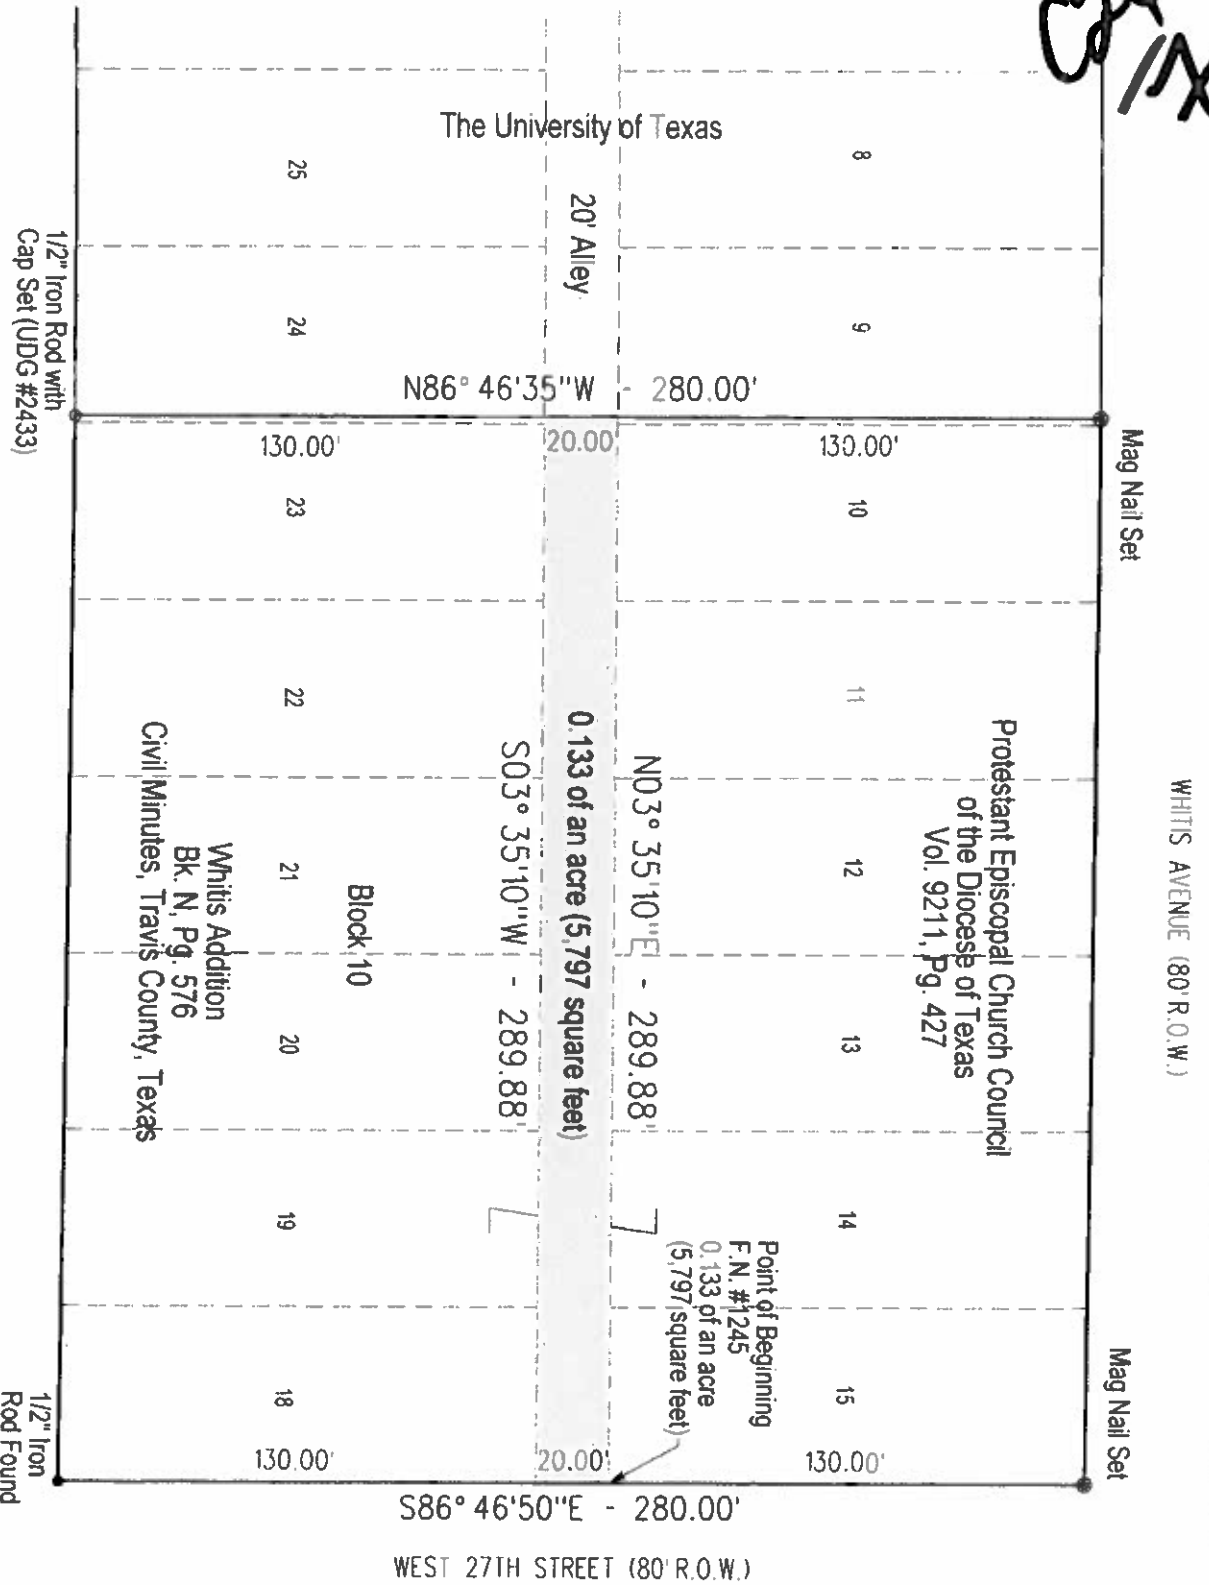 The University of Texas
8
25
20' Alley
9
24
1/2" Iron Rod with
Cap Set (UDG #2433)
N86° 46'35"W - 280.00'
Mag Nail Set
130.00'
20.00'
130.00'
23
10
22
11
WHITIS AVENUE (80' R.O.W.)
Protestant Episcopal Church Council
of the Diocese of Texas
Vol. 9211, Pg. 427
N03° 35'10"E - 289.88'
0.133 of an acre (5,797 square feet)
S03° 35'10"W - 289.88'
12
21
Block 10
Whitis Addition
Bk. N, Pg. 576
Civil Minutes, Travis County, Texas
13
20
14
19
Point of Beginning
F.N. #1245
0.133 of an acre
(5,797 square feet)
15
18
Mag Nail Set
1/2" Iron
Rod Found
130.00'
20.00'
130.00'
S86° 46'50"E - 280.00'
WEST 27TH STREET (80' R.O.W.)